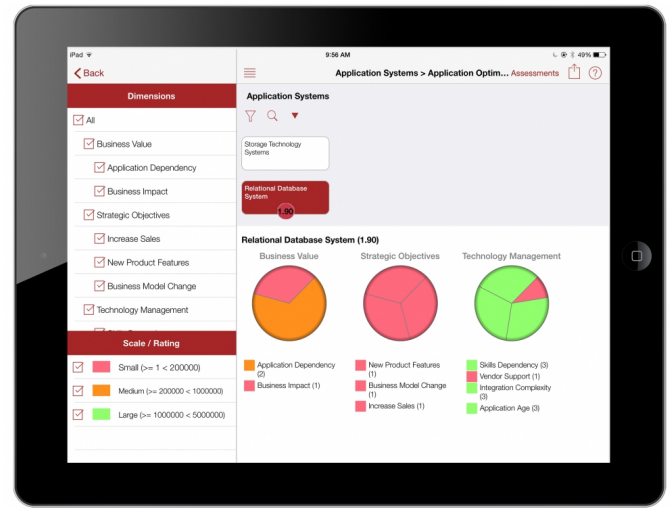 iPad
9:56 AM
49%
Back
Application Systems > Application Optim...
Assessments
?
Dimensions
All
Business Value
Application Dependency
Business Impact
Strategic Objectives
Increase Sales
New Product Features
Business Model Change
Technology Management
Scale / Rating
Small (>= 1 < 200000)
Medium (>= 200000 < 1000000)
Large (>= 1000000 < 5000000)
Application Systems
Storage Technology
Systems
Relational Database
System
1.90
Relational Database System (1.90)
Business Value
Strategic Objectives
Technology Management
Application Dependency
(2)
Business Impact (1)
New Product Features
(1)
Business Model Change
(1)
Increase Sales (1)
Skills Dependency (3)
Vendor Support (1)
Integration Complexity
(3)
Application Age (3)